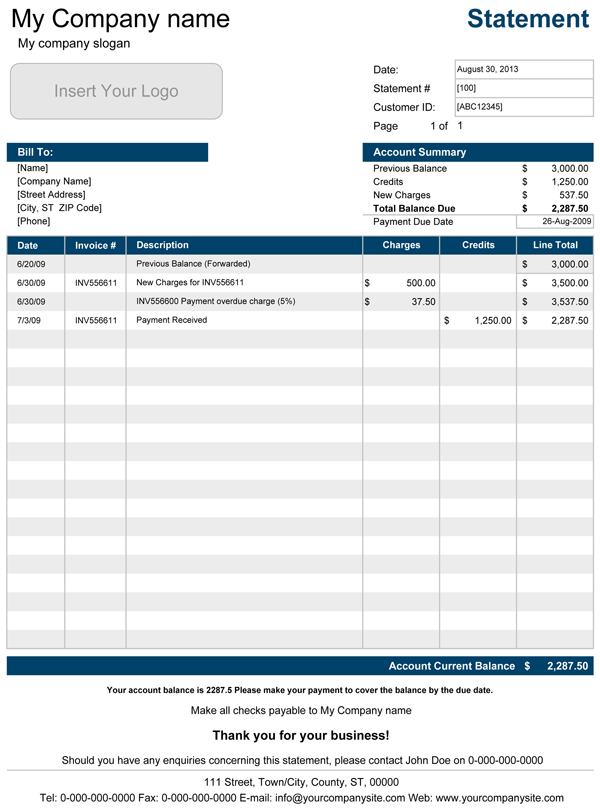 My Company name Statement
My company slogan
Insert Your Logo
Date: August 30, 2013
Statement # [100]
Customer ID: [ABC12345]
Page 1 of 1
Bill To: Account Summary
[Name] Previous Balance $ 3,000.00
[Company Name] Credits $ 1,250.00
[Street Address] New Charges $ 537.50
[City, ST ZIP Code] Total Balance Due $ 2,287.50
[Phone] Payment Due Date 26-Aug-2009
Date Invoice # Description Charges Credits Line Total
6/20/09 Previous Balance (Forwarded) $ 3,000.00
6/30/09 INV556611 New Charges for INV556611 $ 500.00 $ 3,500.00
6/30/09 INV556600 Payment overdue charge (5%) $ 37.50 $ 3,537.50
7/3/09 INV556611 Payment Received $ 1,250.00 $ 2,287.50
Account Current Balance $ 2,287.50
Your account balance is 2287.5 Please make your payment to cover the balance by the due date.
Make all checks payable to My Company name
Thank you for your business!
Should you have any enquiries concerning this statement, please contact John Doe on 0-000-000-0000
111 Street, Town/City, County, ST, 00000
Tel: 0-000-000-0000 Fax: 0-000-000-0000 E-mail: info@yourcompanysite.com Web: www.yourcompanysite.com